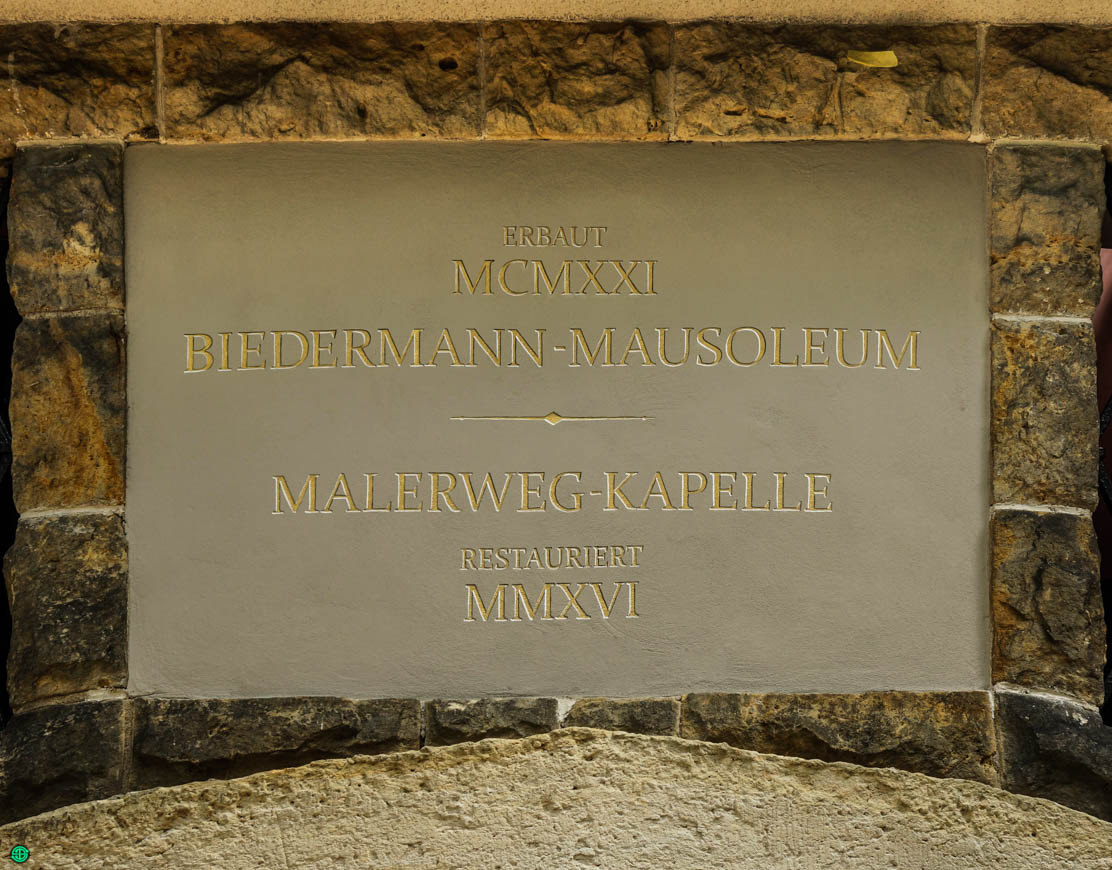 ERBAUT
MCMXXI
BIEDERMANN-MAUSOLEUM
MALERWEG-KAPELLE
RESTAURIERT
MMXVI